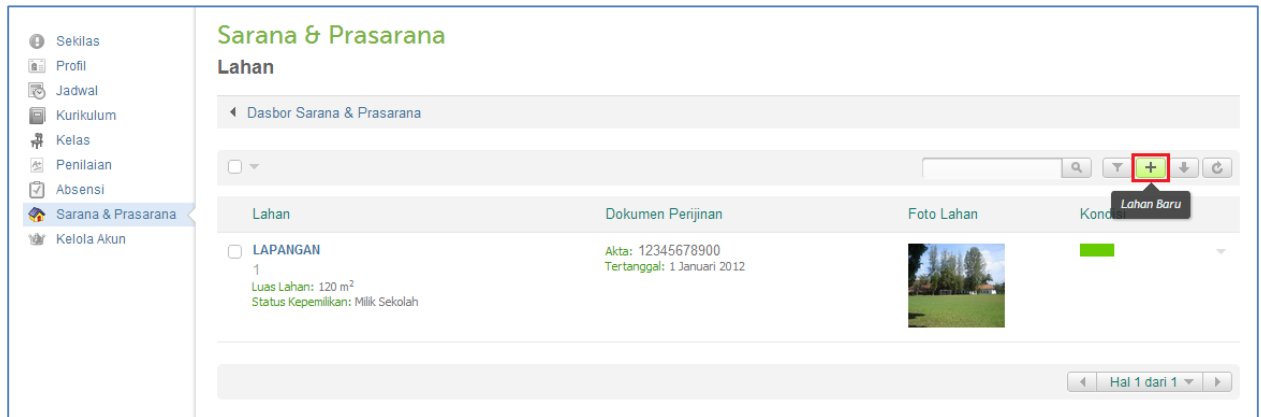 Sekilas
Profil
Jadwal
Kurikulum
Kelas
Penilaian
Absensi
Sarana & Prasarana
Kelola Akun
Sarana & Prasarana
Lahan
Dasbor Sarana & Prasarana
Lahan Baru
Lahan Dokumen Perijinan Foto Lahan Kondisi
LAPANGAN
1
Luas Lahan: 120 m²
Status Kepemilikan: Milik Sekolah
Akta: 12345678900
Tertanggal: 1 Januari 2012
Hal 1 dari 1